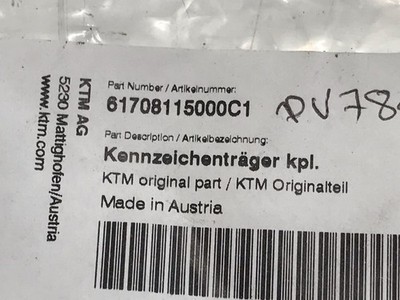 Part Number / Artikelnummer:
61708115000C1
Part Description / Artikelbezeichnung:
Kennzeichenträger kpl.
KTM original part / KTM Originalteil
Made in Austria
KTM AG
5230 Mattighofen/Austria
www.ktm.com